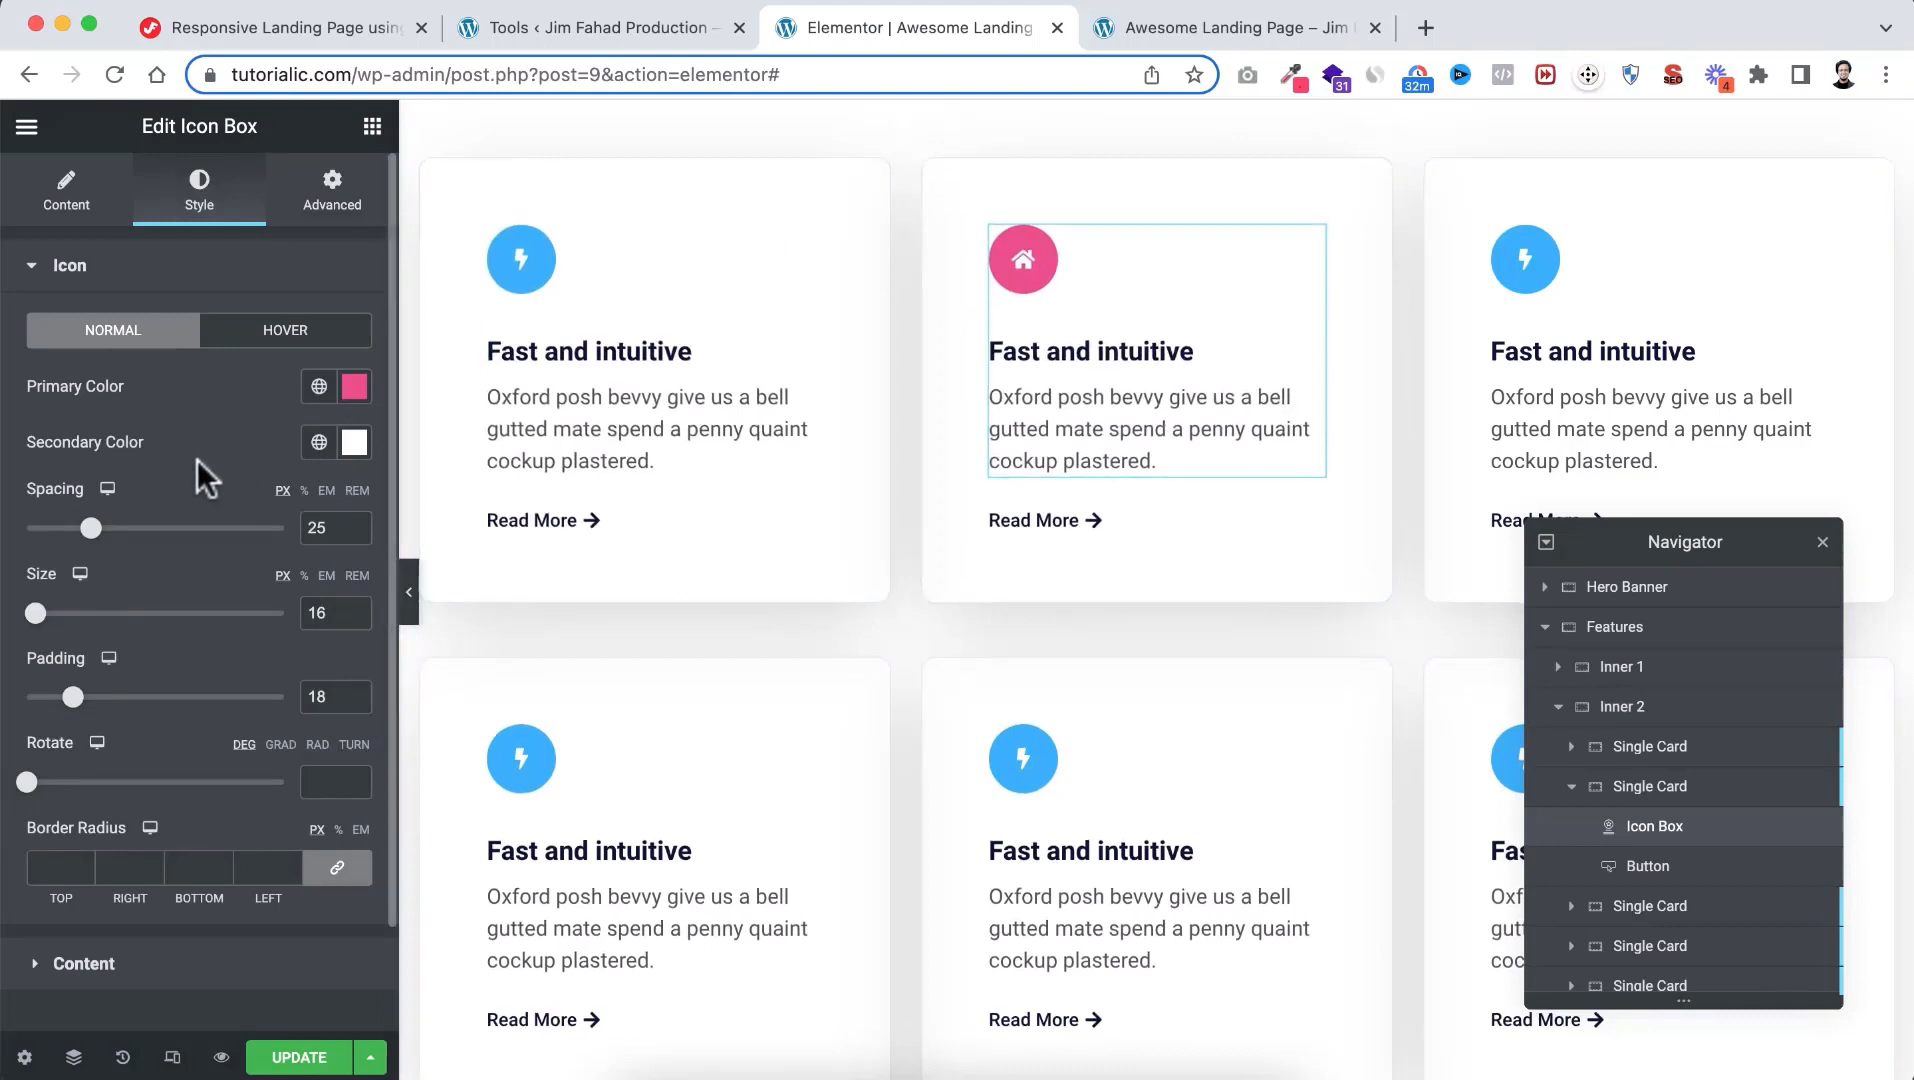 Responsive Landing Page using
Tools ‹ Jim Fahad Production –
Elementor | Awesome Landing
Awesome Landing Page – Jim
tutorialic.com/wp-admin/post.php?post=9&action=elementor#
31
32m
SEO
4
Edit Icon Box
Content
Style
Advanced
Icon
NORMAL
HOVER
Primary Color
Secondary Color
Spacing
PX % EM REM
25
Size
PX % EM REM
16
Padding
18
Rotate
DEG GRAD RAD TURN
Border Radius
PX % EM
TOP RIGHT BOTTOM LEFT
Content
UPDATE
Fast and intuitive
Oxford posh bevvy give us a bell
gutted mate spend a penny quaint
cockup plastered.
Read More
Fast and intuitive
Oxford posh bevvy give us a bell
gutted mate spend a penny quaint
cockup plastered.
Read More
Fast and intuitive
Oxford posh bevvy give us a bell
gutted mate spend a penny quaint
cockup plastered.
Read More
Fast and intuitive
Oxford posh bevvy give us a bell
gutted mate spend a penny quaint
cockup plastered.
Read More
Fast and intuitive
Oxford posh bevvy give us a bell
gutted mate spend a penny quaint
cockup plastered.
Read More
Read More
Navigator
Hero Banner
Features
Inner 1
Inner 2
Single Card
Single Card
Icon Box
Button
Single Card
Single Card
Single Card